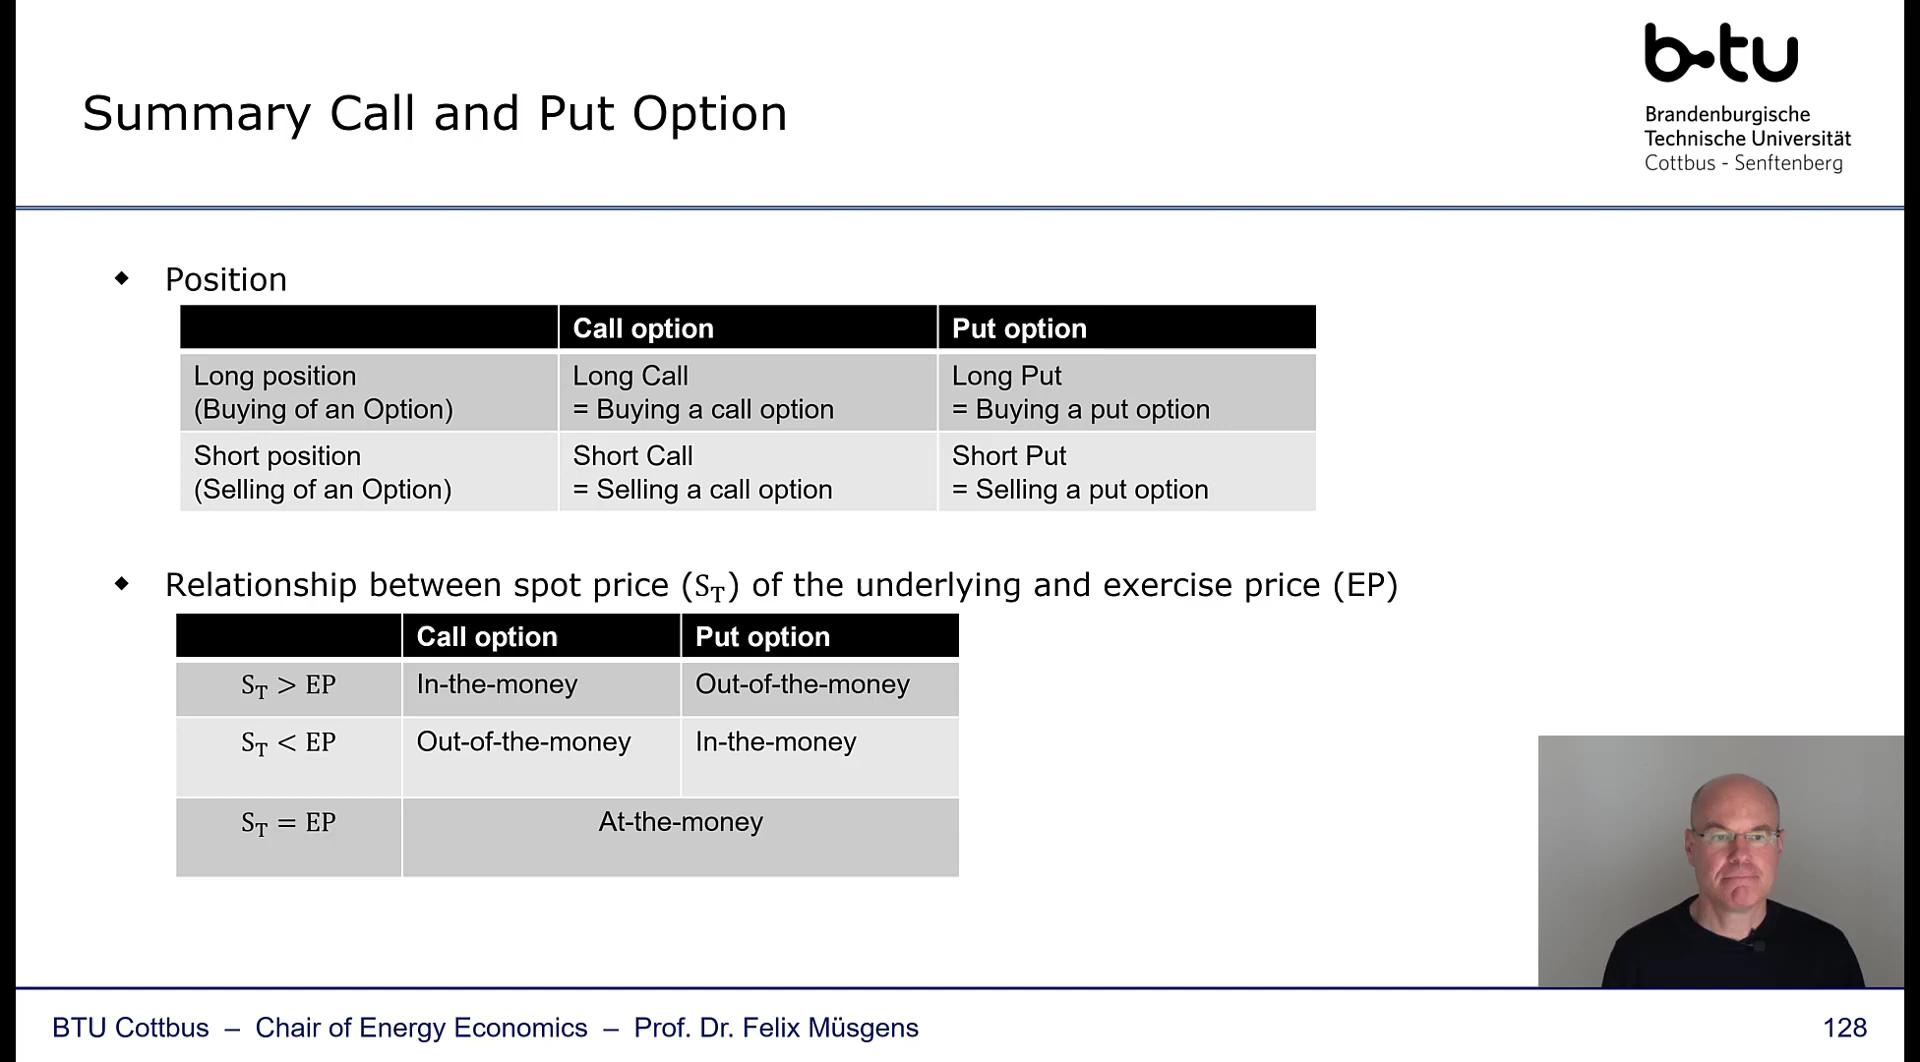 b-tu
Brandenburgische
Technische Universität
Cottbus - Senftenberg
Summary Call and Put Option
Position
Call option Put option
Long position Long Call Long Put
(Buying of an Option) = Buying a call option = Buying a put option
Short position Short Call Short Put
(Selling of an Option) = Selling a call option = Selling a put option
Relationship between spot price (S_T) of the underlying and exercise price (EP)
Call option Put option
S_T > EP In-the-money Out-of-the-money
S_T < EP Out-of-the-money In-the-money
S_T = EP At-the-money
BTU Cottbus – Chair of Energy Economics – Prof. Dr. Felix Müsgens 128